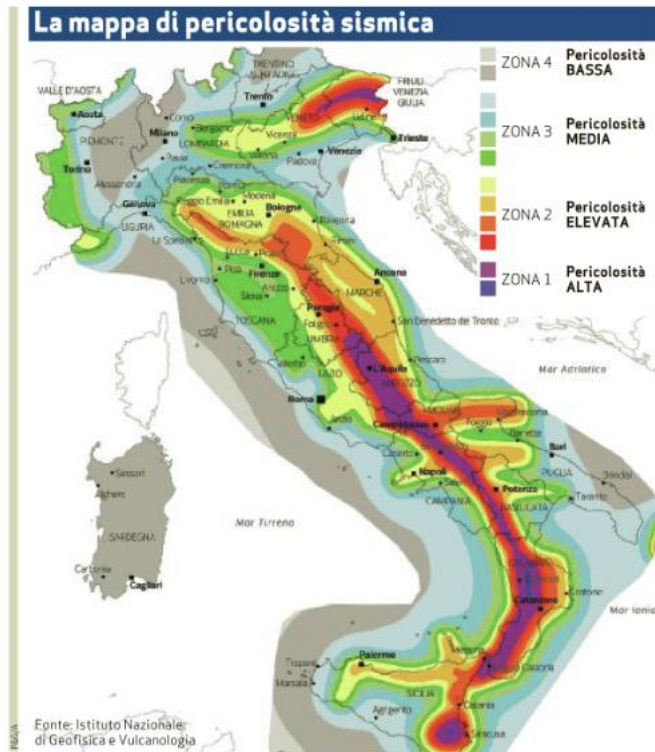 La mappa di pericolosità sismica
ZONA 4 Pericolosità
BASSA
ZONA 3 Pericolosità
MEDIA
ZONA 2 Pericolosità
ELEVATA
ZONA 1 Pericolosità
ALTA
TRENTINO
VALLE D'AOSTA
FRIULI
VENEZIA
GIULIA
Aosta
Trento
Como
Bergamo
VENETO
Udine
PIEMONTE
Milano
LOMBARDIA
Vicenza
Trieste
Torino
Pavia
Cremona
Padova
Venezia
Alessandria
Piacenza
Parma
Genova
Reggio Emilia
Modena
EMILIA
ROMAGNA
Bologna
Ravenna
LIGURIA
La Spezia
Rimini
Lucca
Prato
Pisa
Firenze
Livorno
Ancona
Arezzo
MARCHE
Siena
Perugia
TOSCANA
Foligno
San Benedetto del Tronto
UMBRIA
Viterbo
LAZIO
L'Aquila
Pescara
ABRUZZO
Mar Adriatico
Roma
Anzio
MOLISE
Campobasso
Foggia
Barletta
Bari
Caserta
Napoli
PUGLIA
Brindisi
Sassari
Alghero
CAMPANIA
Potenza
BASILICATA
Taranto
Mar Tirreno
SARDEGNA
Carbonia
Cagliari
CALABRIA
Crotone
Catanzaro
Mar Ionio
Palermo
Messina
Reggio Calabria
Trapani
Marsala
SICILIA
Catania
Agrigento
Siracusa
Fonte: Istituto Nazionale
di Geofisica e Vulcanologia